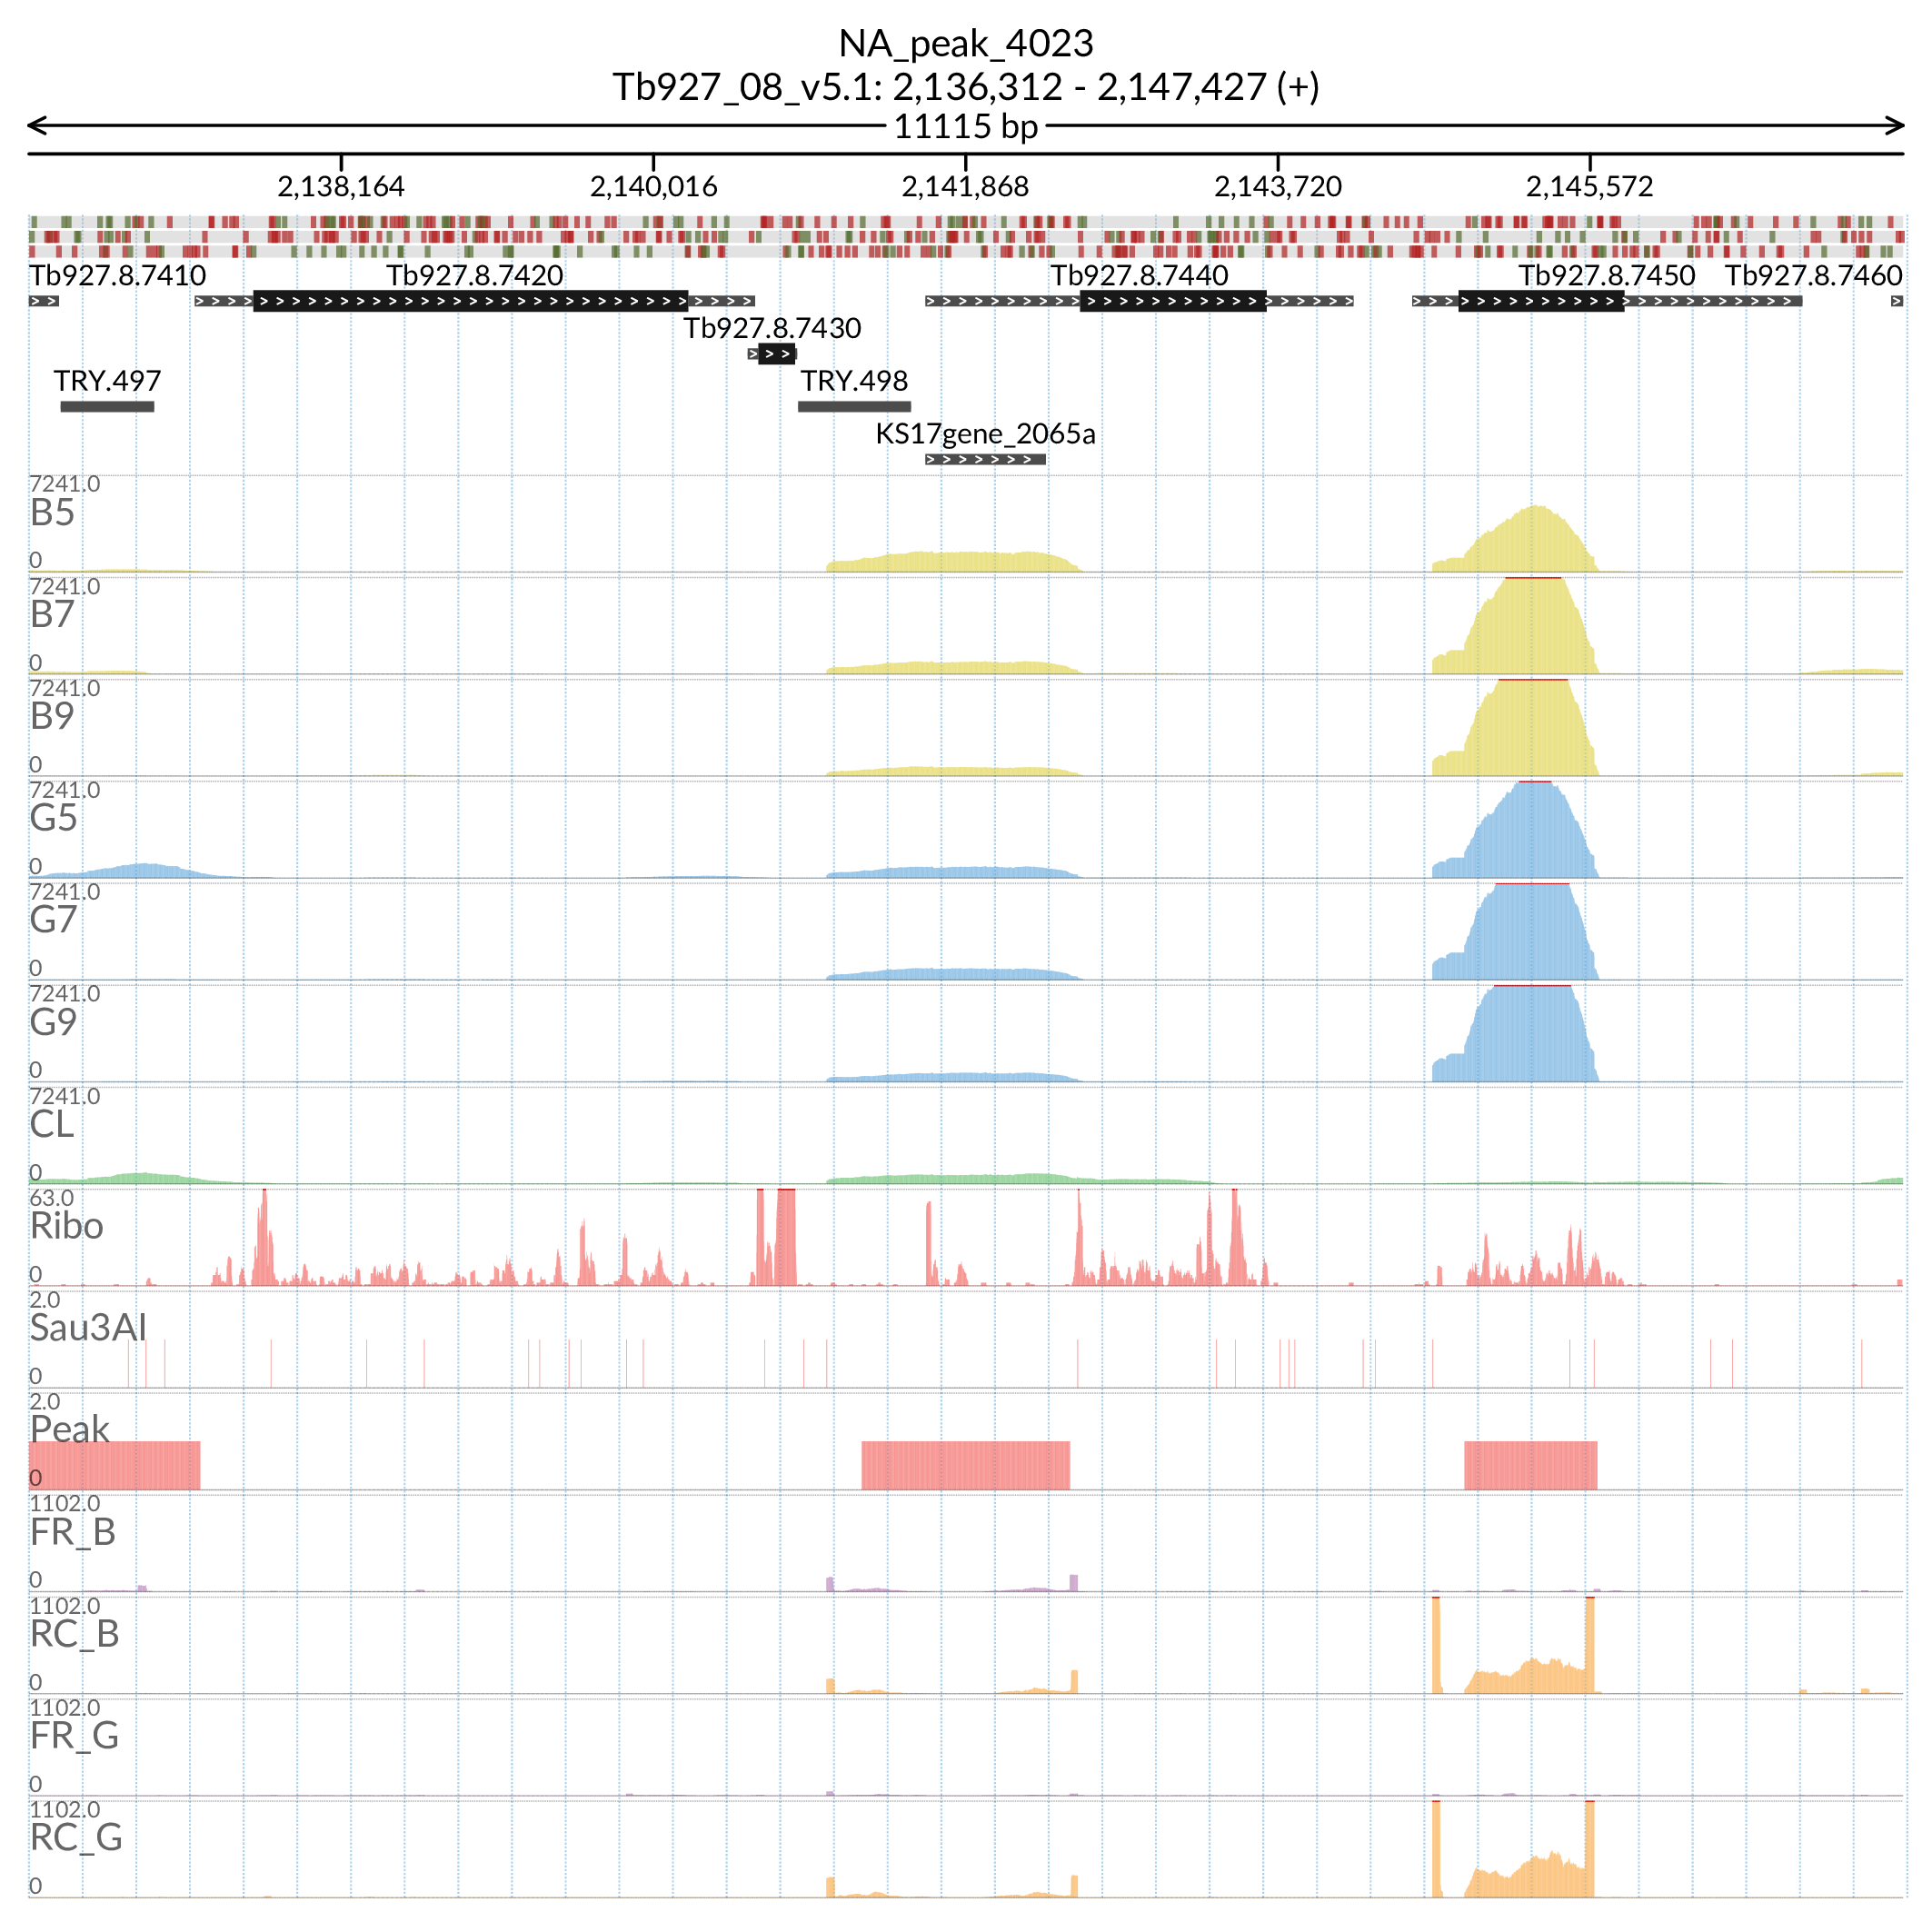 NA_peak_4023
Tb927_08_v5.1: 2,136,312 - 2,147,427 (+)
11115 bp
2,138,164 2,140,016 2,141,868 2,143,720 2,145,572
Tb927.8.7410 Tb927.8.7420 Tb927.8.7440 Tb927.8.7450 Tb927.8.7460
Tb927.8.7430
TRY.497 TRY.498
KS17gene_2065a
7241.0
B5
0
7241.0
B7
0
7241.0
B9
0
7241.0
G5
0
7241.0
G7
0
7241.0
G9
0
7241.0
CL
0
63.0
Ribo
0
2.0
Sau3AI
0
2.0
Peak
0
1102.0
FR_B
0
1102.0
RC_B
0
1102.0
FR_G
0
1102.0
RC_G
0